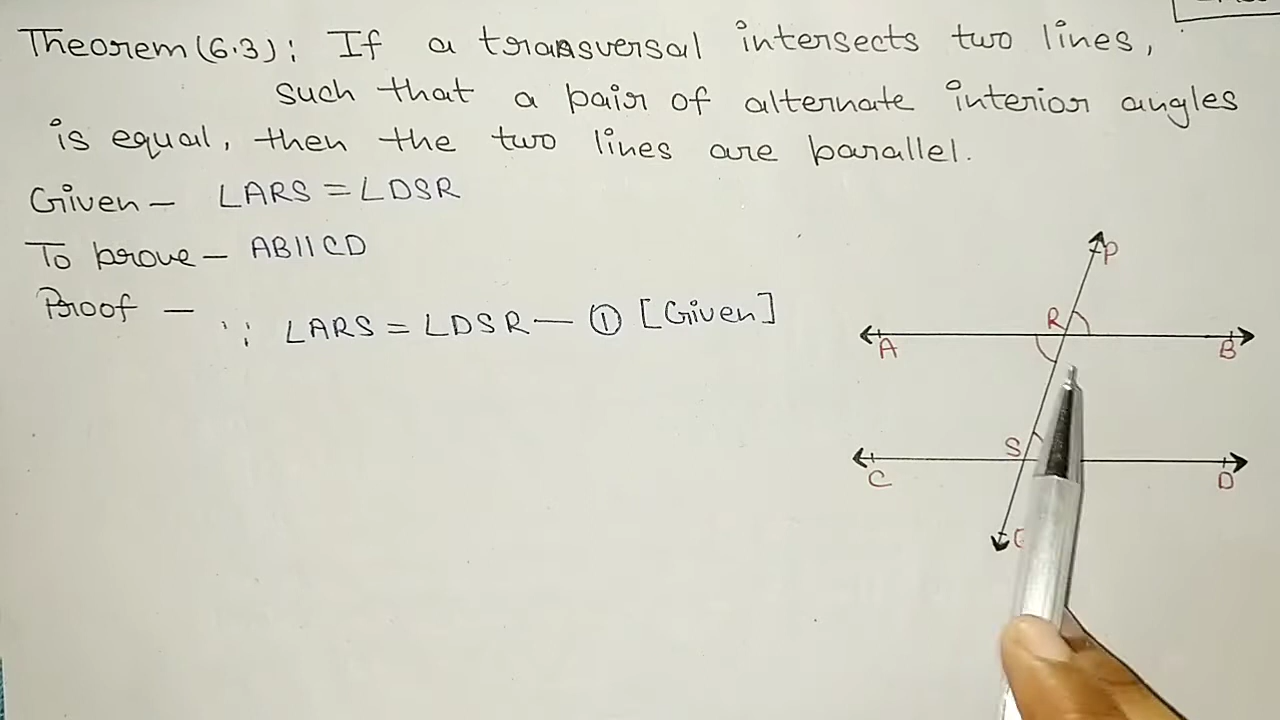 Theorem (6.3): If a transversal intersects two lines,
such that a pair of alternate interior angles
is equal, then the two lines are parallel.
Given – ∠ARS = ∠DSR
To prove – AB||CD
Proof –
∵ ∠ARS = ∠DSR — ① [Given]
P
R
A
B
S
C
D